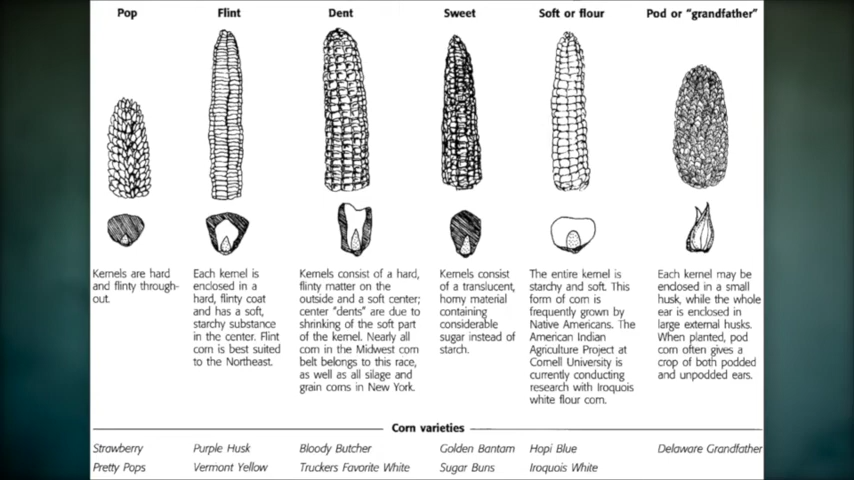 Pop
Flint
Dent
Sweet
Soft or flour
Pod or "grandfather"
Kernels are hard
and flinty through-
out.
Each kernel is
enclosed in a
hard, flinty coat
and has a soft,
starchy substance
in the center. Flint
corn is best suited
to the Northeast.
Kernels consist of a hard,
flinty matter on the
outside and a soft center;
center "dents" are due to
shrinking of the soft part
of the kernel. Nearly all
corn in the Midwest corn
belt belongs to this race,
as well as all silage and
grain corns in New York.
Kernels consist
of a translucent,
horny material
containing
considerable
sugar instead of
starch.
The entire kernel is
starchy and soft. This
form of corn is
frequently grown by
Native Americans. The
American Indian
Agriculture Project at
Cornell University is
currently conducting
research with Iroquois
white flour corn.
Each kernel may be
enclosed in a small
husk, while the whole
ear is enclosed in
large external husks.
When planted, pod
corn often gives a
crop of both podded
and unpodded ears.
Corn varieties
Strawberry
Pretty Pops
Purple Husk
Vermont Yellow
Bloody Butcher
Truckers Favorite White
Golden Bantam
Sugar Buns
Hopi Blue
Iroquois White
Delaware Grandfather